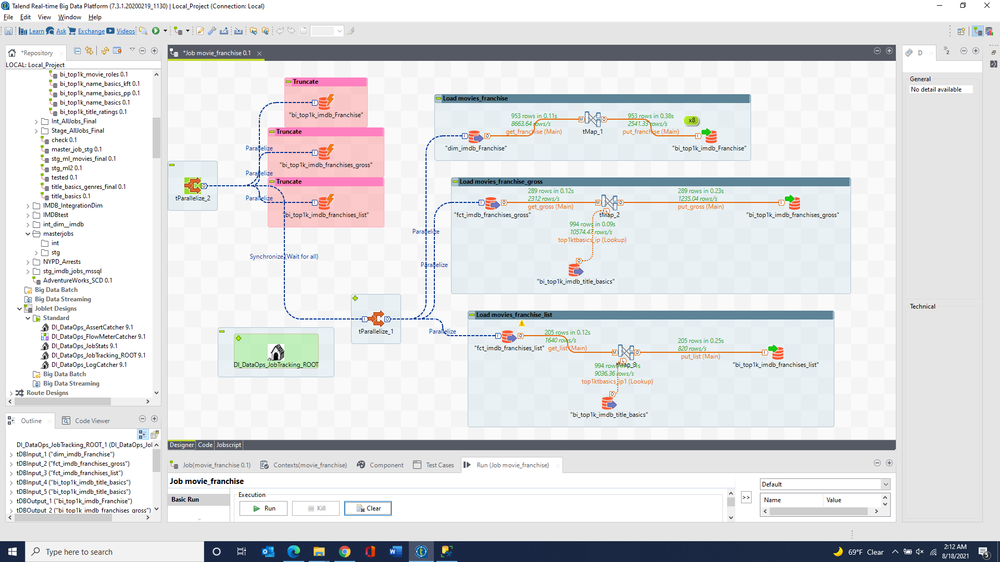 Talend Real-time Big Data Platform (7.3.1.20200219_1130) | Local_Project (Connection: Local)
File Edit View Window Help
Learn Ask Exchange Videos
*Repository
LOCAL: Local_Project
bi_top1k_movie_roles 0.1
bi_top1k_name_basics_kft 0.1
bi_top1k_name_basics_pp 0.1
bi_top1k_name_basics 0.1
bi_top1k_title_ratings 0.1
Int_AllJobs_Final
Stage_AllJobs_Final
check 0.1
master_job_stg 0.1
stg_ml_movies_final 0.1
stg_ml2 0.1
tested 0.1
title_basics_genres_final 0.1
title_basics 0.1
IMDB_IntegrationDim
IMDBtest
int_dim__imdb
masterjobs
int
stg
NYPD_Arrests
stg_imdb_jobs_mssql
AdventureWorks_SCD 0.1
Big Data Batch
Big Data Streaming
Joblet Designs
Standard
DI_DataOps_AssertCatcher 9.1
DI_DataOps_FlowMeterCatcher 9.1
DI_DataOps_JobStats 9.1
DI_DataOps_JobTracking_ROOT 9.1
DI_DataOps_LogCatcher 9.1
Big Data Batch
Big Data Streaming
Route Designs
Outline
Code Viewer
DI_DataOps_JobTracking_ROOT_1 (DI_DataOps_Jol
tDBInput_1 ("dim_imdb_Franchise")
tDBInput_2 ("fct_imdb_franchises_gross")
tDBInput_3 ("fct_imdb_franchises_list")
tDBInput_4 ("bi_top1k_imdb_title_basics")
tDBInput_5 ("bi_top1k_imdb_title_basics")
tDBOutput_1 ("bi_top1k_imdb_Franchise")
tDBOutput_2 ("bi_top1k_imdb_franchises_gross")
*Job movie_franchise 0.1
Truncate
"bi_top1k_imdb_Franchise"
Truncate
Parallelize
"bi_top1k_imdb_franchises_gross"
Parallelize
Truncate
tParallelize_2
Parallelize
"bi_top1k_imdb_franchises_list"
Synchronize (Wait for all)
tParallelize_1
DI_DataOps_JobTracking_ROOT
Parallelize
Parallelize
Parallelize
Load movies_franchise
953 rows in 0.11s
8663.64 rows/s
get_franchise (Main)
tMap_1
953 rows in 0.38s
2541.33 rows/s
put_franchise (Main)
x8
"dim_imdb_Franchise"
"bi_top1k_imdb_Franchise"
Load movies_franchise_gross
289 rows in 0.12s
2312 rows/s
get_gross (Main)
289 rows in 0.23s
1235.04 rows/s
put_gross (Main)
"fct_imdb_franchises_gross"
tMap_2
"bi_top1k_imdb_franchises_gross"
994 rows in 0.09s
10574.47 rows/s
top1ktbasics_ip (Lookup)
"bi_top1k_imdb_title_basics"
Load movies_franchise_list
205 rows in 0.12s
1640 rows/s
get_list (Main)
"fct_imdb_franchises_list"
205 rows in 0.25s
820 rows/s
put_list (Main)
tMap_3
"bi_top1k_imdb_franchises_list"
994 rows in 0.11s
9036.36 rows/s
top1ktbasics_ip1 (Lookup)
"bi_top1k_imdb_title_basics"
Designer Code Jobscript
Job(movie_franchise 0.1) Contexts(movie_franchise) Component Test Cases Run (Job movie_franchise)
Job movie_franchise
Basic Run
Execution
Run Kill Clear
>>
Default
Name Value
D
2
General
No detail available
Technical
Type here to search
69°F Clear
2:12 AM
8/18/2021
5